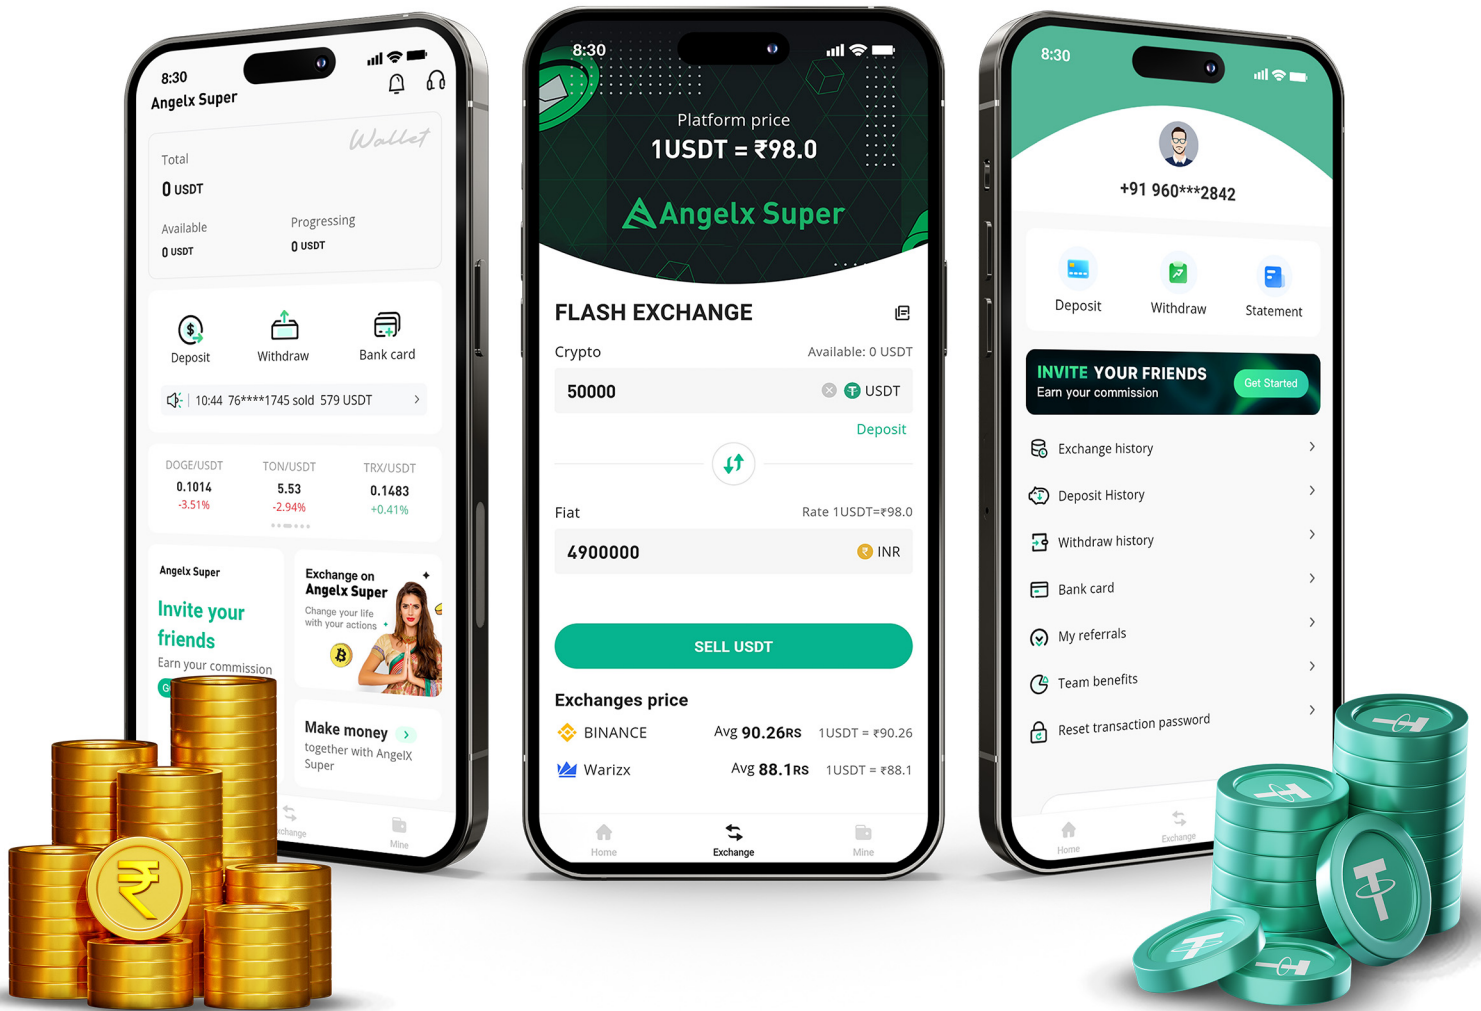 8:30
Angelx Super
Wallet
Total
0 USDT
Available
Progressing
0 USDT
0 USDT
Deposit
Withdraw
Bank card
10:44 76****1745 sold 579 USDT
DOGE/USDT
TON/USDT
TRX/USDT
0.1014
5.53
0.1483
-3.51%
-2.94%
+0.41%
Angelx Super
Invite your
friends
Earn your commission
Exchange on
Angelx Super
Change your life
with your actions
Make money
together with AngelX
Super
Mine
8:30
Platform price
1USDT = ₹98.0
Angelx Super
FLASH EXCHANGE
Crypto
Available: 0 USDT
50000
USDT
Deposit
Fiat
Rate 1USDT=₹98.0
4900000
INR
SELL USDT
Exchanges price
BINANCE Avg 90.26RS 1USDT = ₹90.26
Warizx Avg 88.1RS 1USDT = ₹88.1
Home
Exchange
Mine
8:30
+91 960***2842
Deposit
Withdraw
Statement
INVITE YOUR FRIENDS
Earn your commission
Get Started
Exchange history
Deposit History
Withdraw history
Bank card
My referrals
Team benefits
Reset transaction password
Home
Exchange